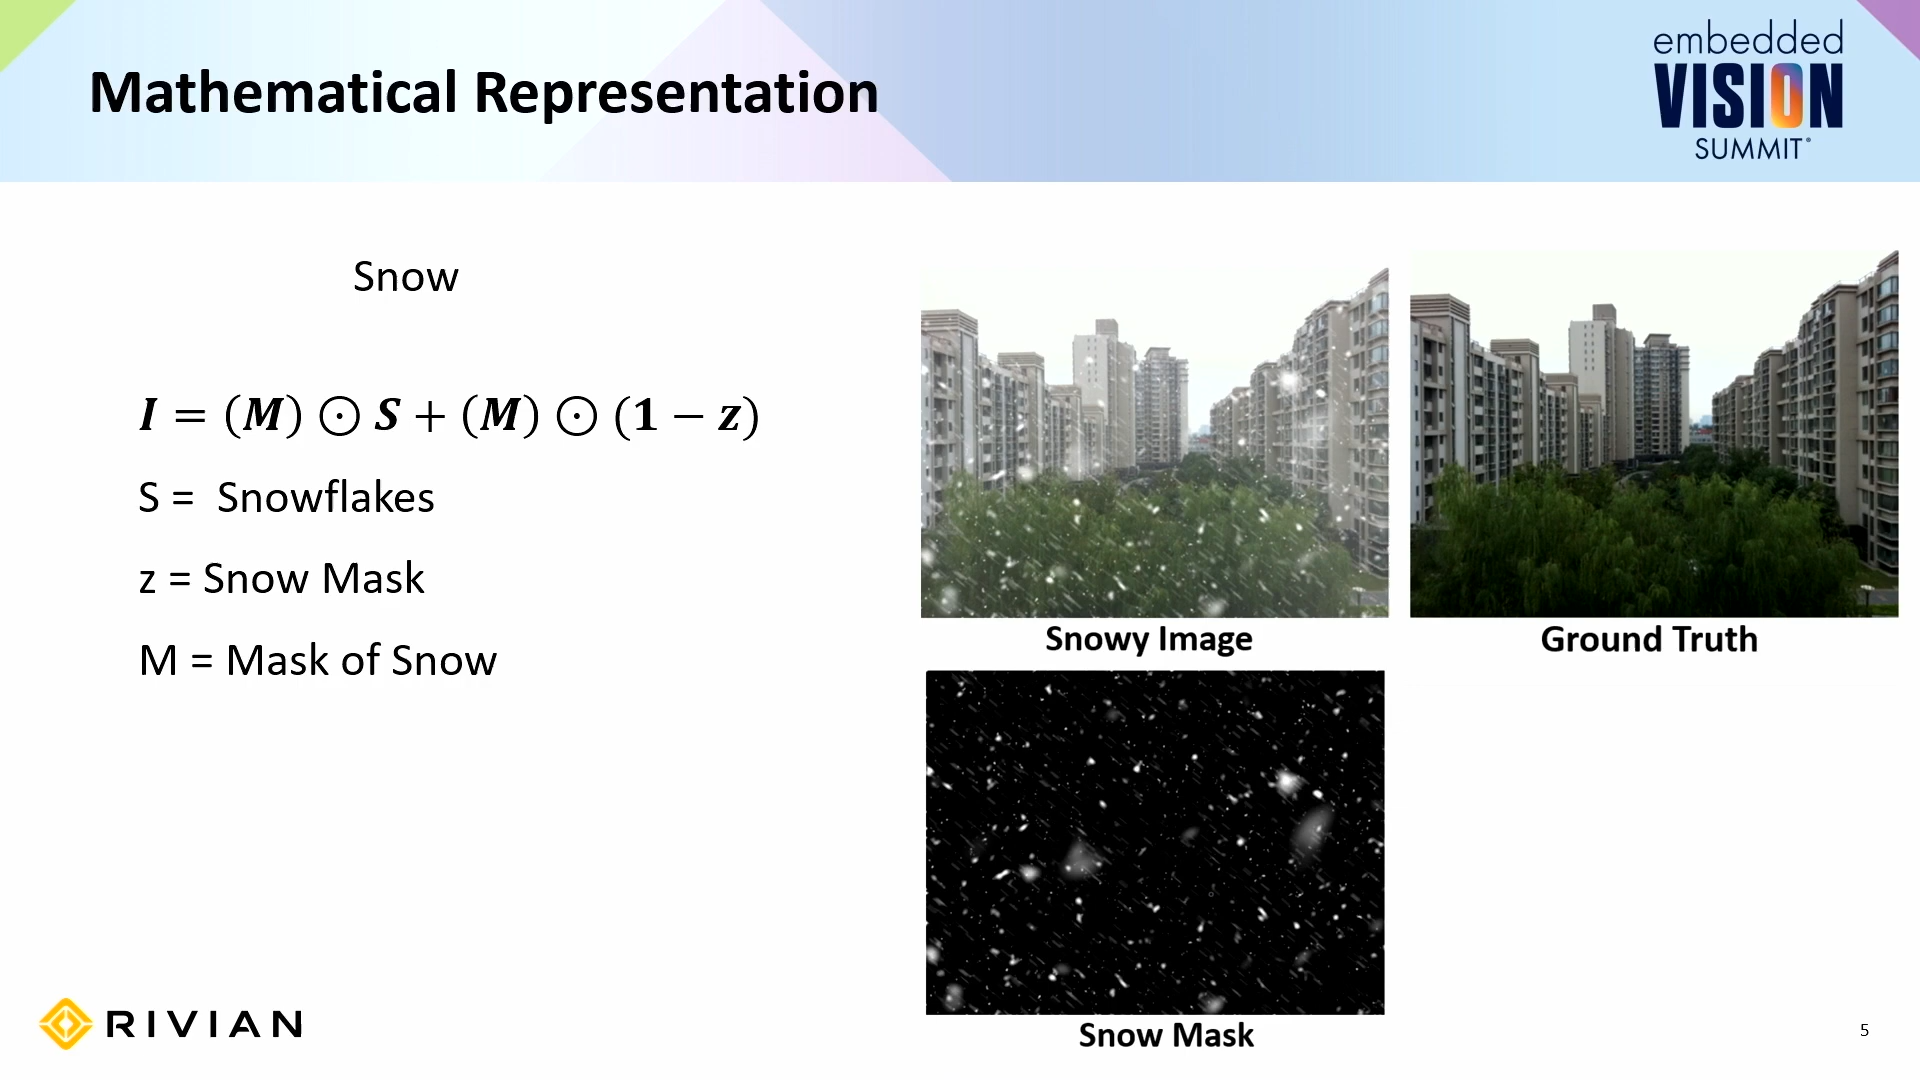 Mathematical Representation
embedded
VISION
SUMMIT®
Snow
I = (M) ⊙ S + (M) ⊙ (1 − z)
S = Snowflakes
z = Snow Mask
M = Mask of Snow
Snowy Image
Ground Truth
Snow Mask
RIVIAN
5